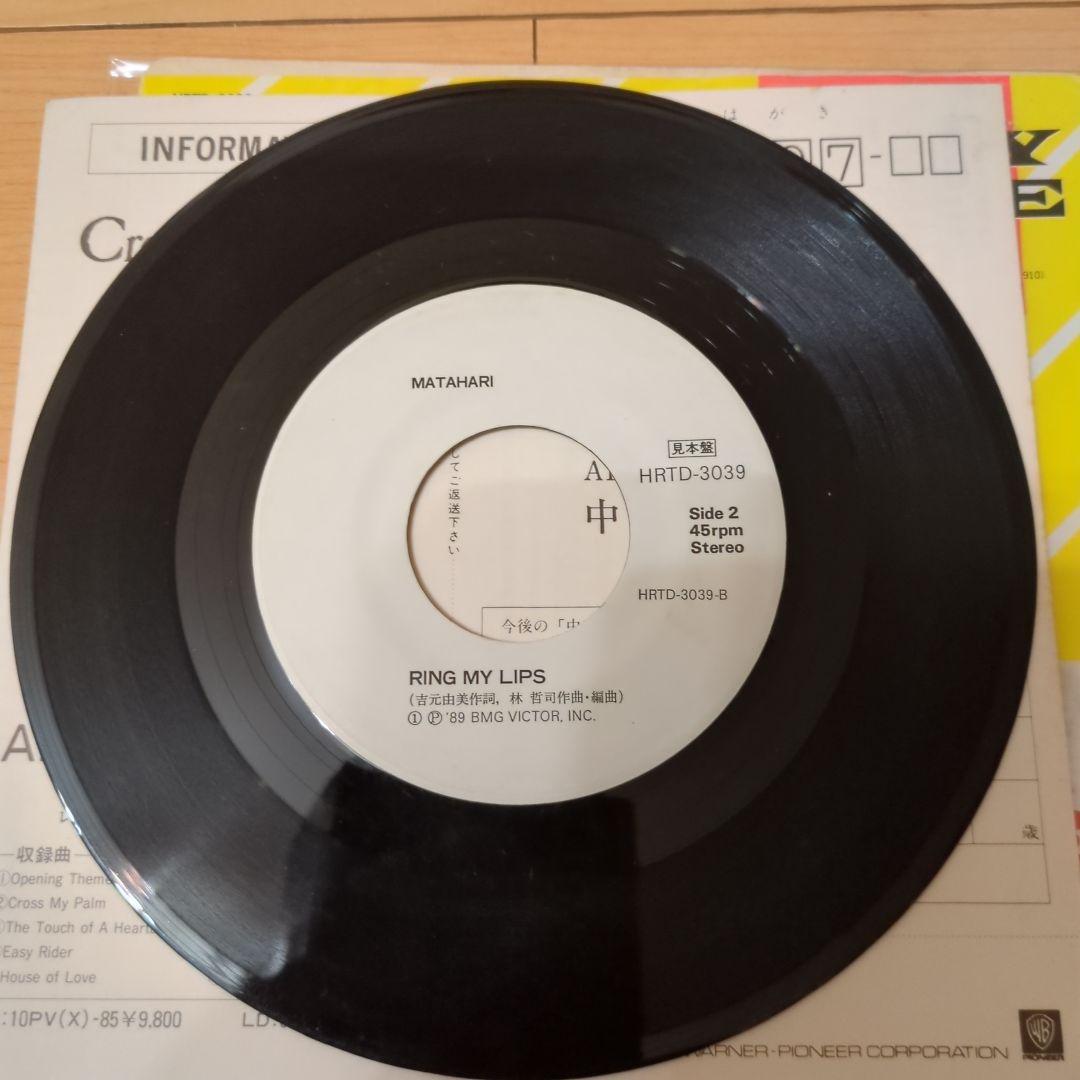 はがき
INFORMA
7-
Y
E
Cr
910)
MATAHARI
見本盤
HRTD-3039
Side 2
45rpm
Stereo
HRTD-3039-B
してご返送下さい
A
中
今後の「中
RING MY LIPS
(吉元由美作詞, 林 哲司作曲・編曲)
① Ⓟ '89 BMG VICTOR, INC.
A
歳
収録曲
①Opening Theme
②Cross My Palm
The Touch of A Heart
Easy Rider
House of Love
:10PV(X)-85¥9,800
LD:
WARNER-PIONEER CORPORATION
WB
PIONEER